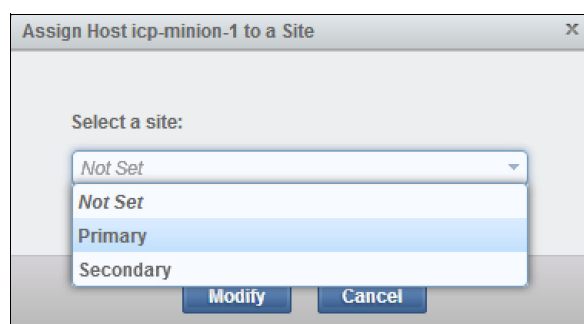 Assign Host icp-minion-1 to a Site x
Select a site:
Not Set
Not Set
Primary
Secondary
Modify Cancel